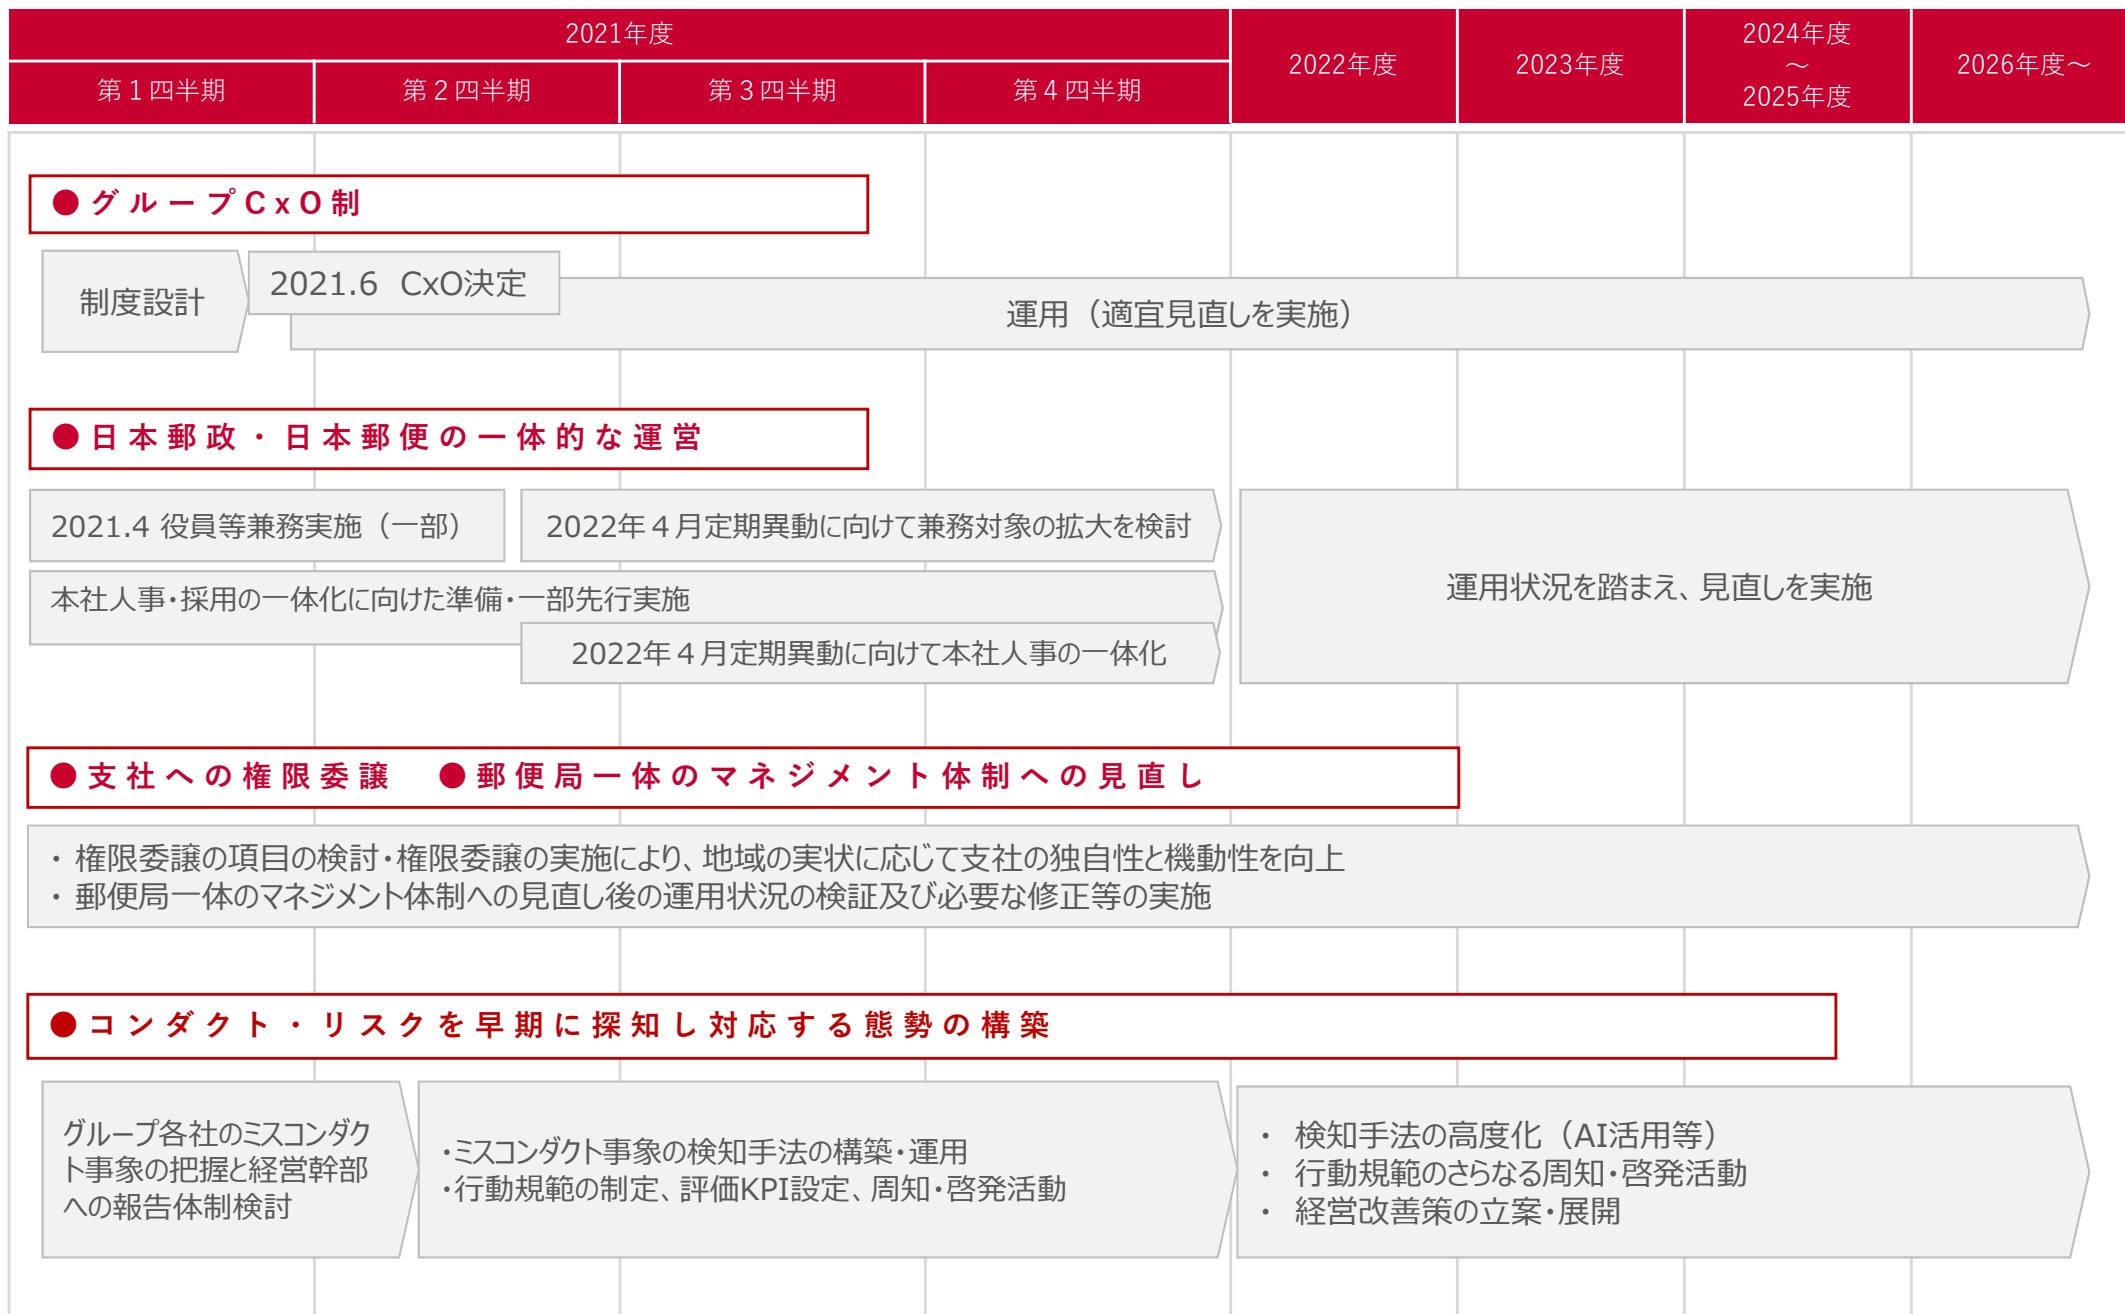 2021年度
2022年度
2023年度
2024年度
～
2025年度
2026年度～
第１四半期
第２四半期
第３四半期
第４四半期
●グループCxO制
制度設計
2021.6 CxO決定
運用（適宜見直しを実施）
●日本郵政・日本郵便の一体的な運営
2021.4 役員等兼務実施（一部）
2022年４月定期異動に向けて兼務対象の拡大を検討
本社人事・採用の一体化に向けた準備・一部先行実施
2022年４月定期異動に向けて本社人事の一体化
運用状況を踏まえ、見直しを実施
●支社への権限委譲　●郵便局一体のマネジメント体制への見直し
・ 権限委譲の項目の検討・権限委譲の実施により、地域の実状に応じて支社の独自性と機動性を向上
・ 郵便局一体のマネジメント体制への見直し後の運用状況の検証及び必要な修正等の実施
●コンダクト・リスクを早期に探知し対応する態勢の構築
グループ各社のミスコンダク
ト事象の把握と経営幹部
への報告体制検討
・ミスコンダクト事象の検知手法の構築・運用
・行動規範の制定、評価KPI設定、周知・啓発活動
・ 検知手法の高度化（AI活用等）
・ 行動規範のさらなる周知・啓発活動
・ 経営改善策の立案・展開